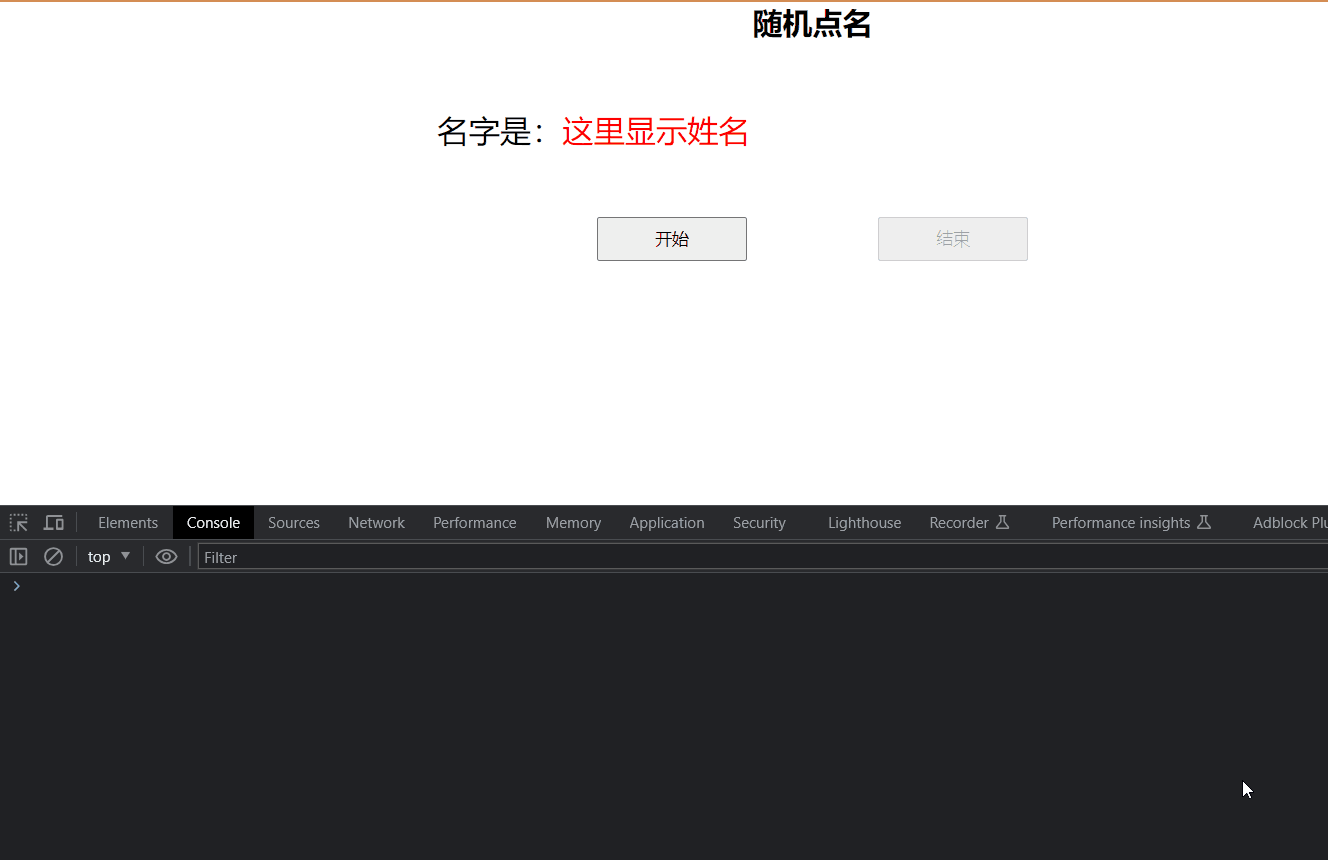 随机点名
名字是：这里显示姓名
开始 结束
Elements Console Sources Network Performance Memory Application Security Lighthouse Recorder Performance insights Adblock Plu
top Filter